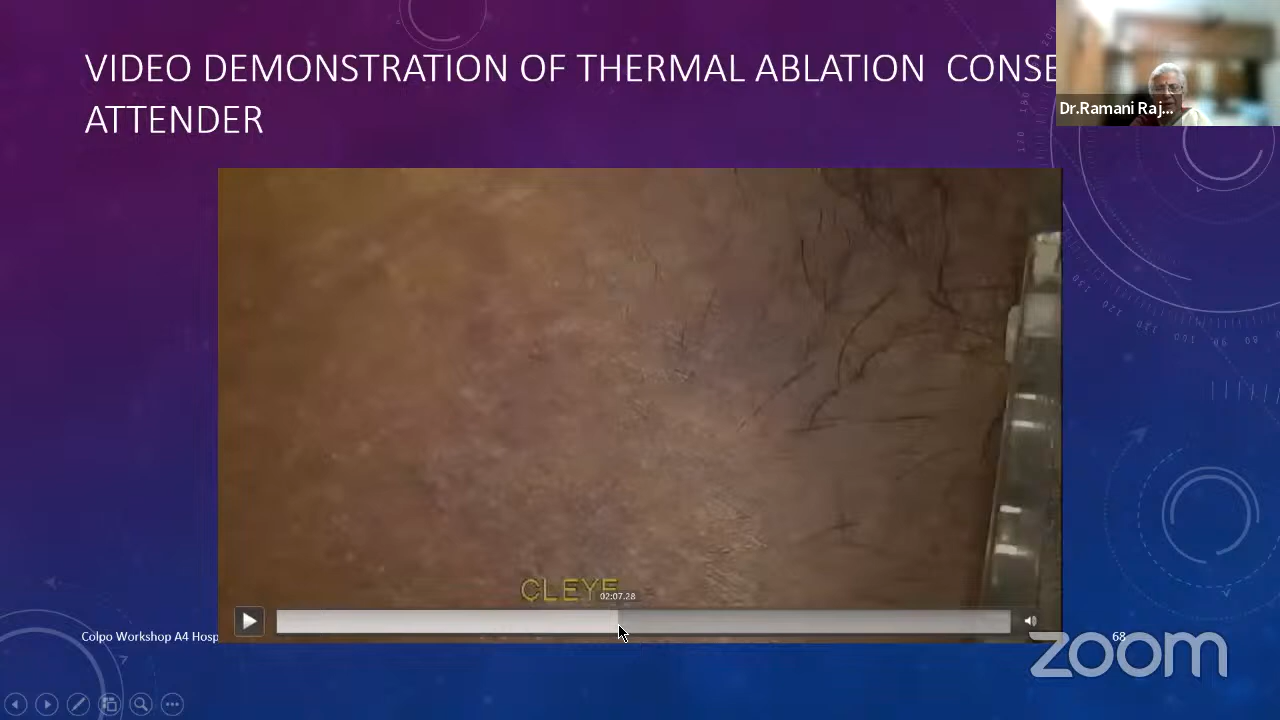 VIDEO DEMONSTRATION OF THERMAL ABLATION CONSE
ATTENDER
Dr.Ramani Raj...
CLEYE
02:07.28
Colpo Workshop A4 Hosp
68
zoom